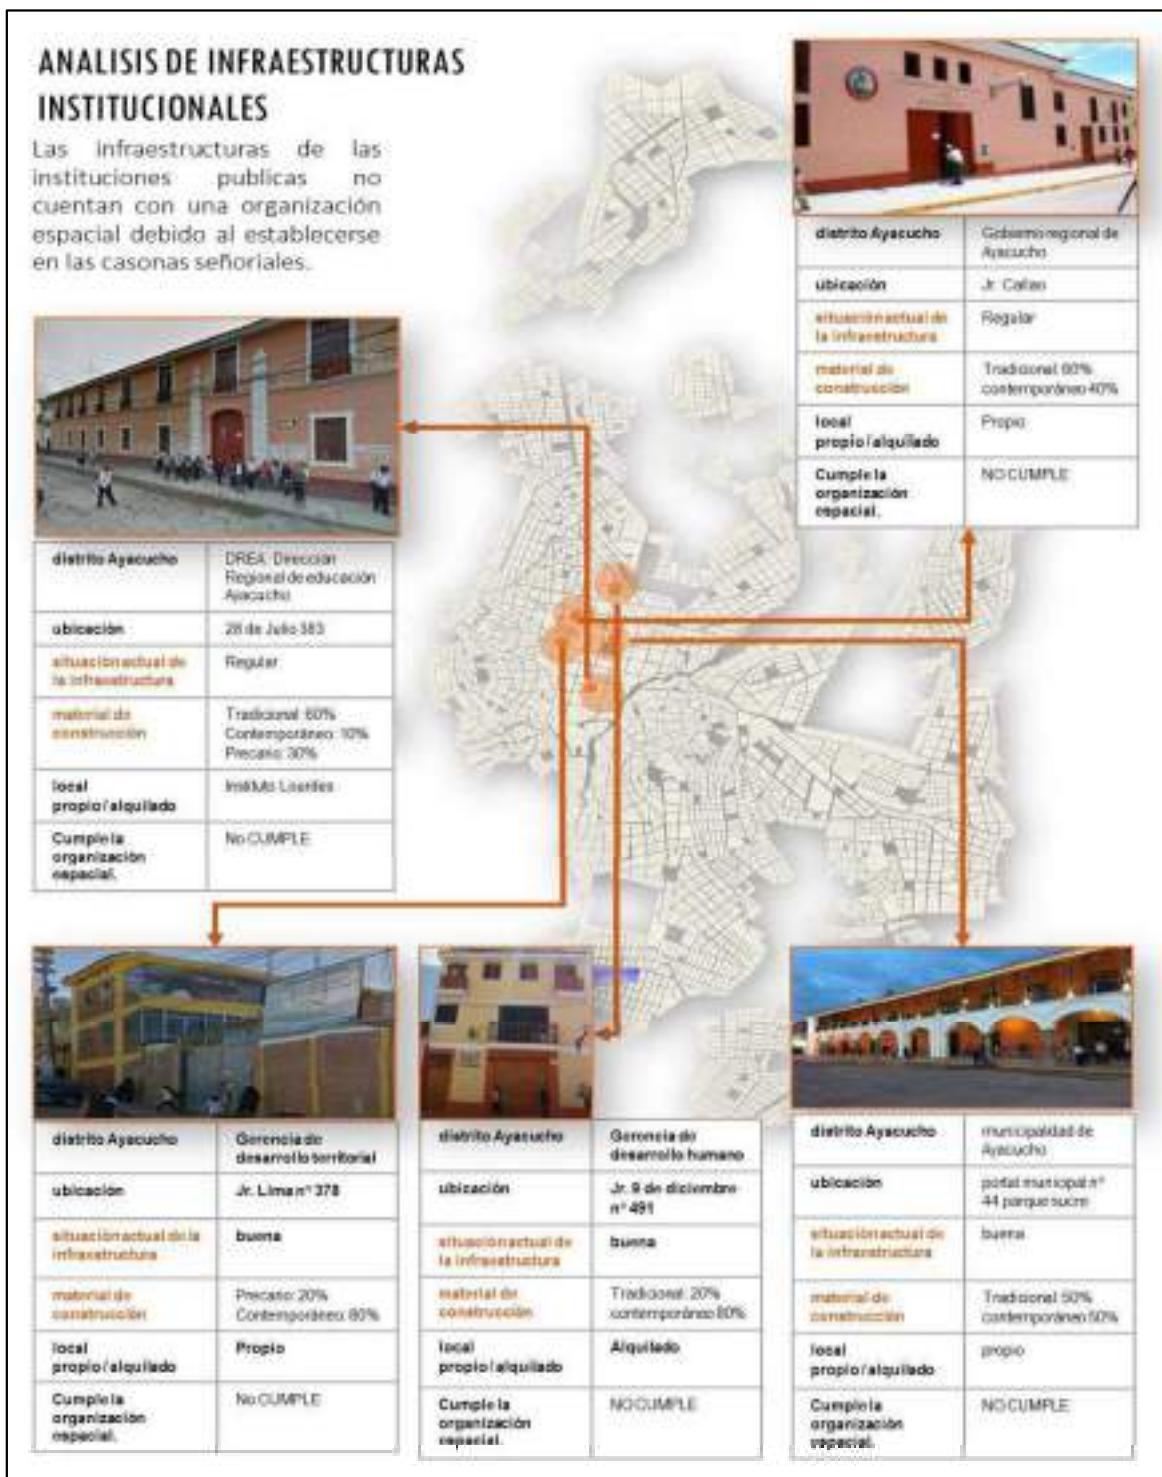 ANALISIS DE INFRAESTRUCTURAS
INSTITUCIONALES
Las infraestructuras de las
instituciones publicas no
cuentan con una organización
espacial debido al establecerse
en las casonas señoriales.
distrito Ayacucho
Gobierno regional de
Ayacucho
ubicación
Jr. Callao
situación actual de
la infraestructura
Regular
material de
construcción
Tradicional: 60%
contemporáneo 40%
local
propio/alquilado
Propio
Cumple la
organización
espacial.
NO CUMPLE
distrito Ayacucho
DREA: Dirección
Regional de educación
Ayacucho
ubicación
28 de Julio 383
situación actual de
la infraestructura
Regular
material de
construcción
Tradicional: 60%
Contemporáneo: 10%
Precario: 30%
local
propio/alquilado
Instituto Lourdes
Cumple la
organización
espacial.
No CUMPLE
distrito Ayacucho
Gerencia de
desarrollo territorial
ubicación
Jr. Lima nº 378
situación actual de la
infraestructura
buena
material de
construcción
Precario: 20%
Contemporáneo: 80%
local
propio/alquilado
Propio
Cumple la
organización
espacial.
No CUMPLE
distrito Ayacucho
Gerencia de
desarrollo humano
ubicación
Jr. 9 de diciembre
nº 491
situación actual de
la infraestructura
buena
material de
construcción
Tradicional: 20%
contemporáneo 80%
local
propio/alquilado
Alquilado
Cumple la
organización
espacial.
NO CUMPLE
distrito Ayacucho
municipalidad de
Ayacucho
ubicación
portal municipal nº
44 parque sucre
situación actual de
la infraestructura
buena
material de
construcción
Tradicional: 50%
contemporáneo 50%
local
propio/alquilado
propio
Cumple la
organización
espacial.
NO CUMPLE